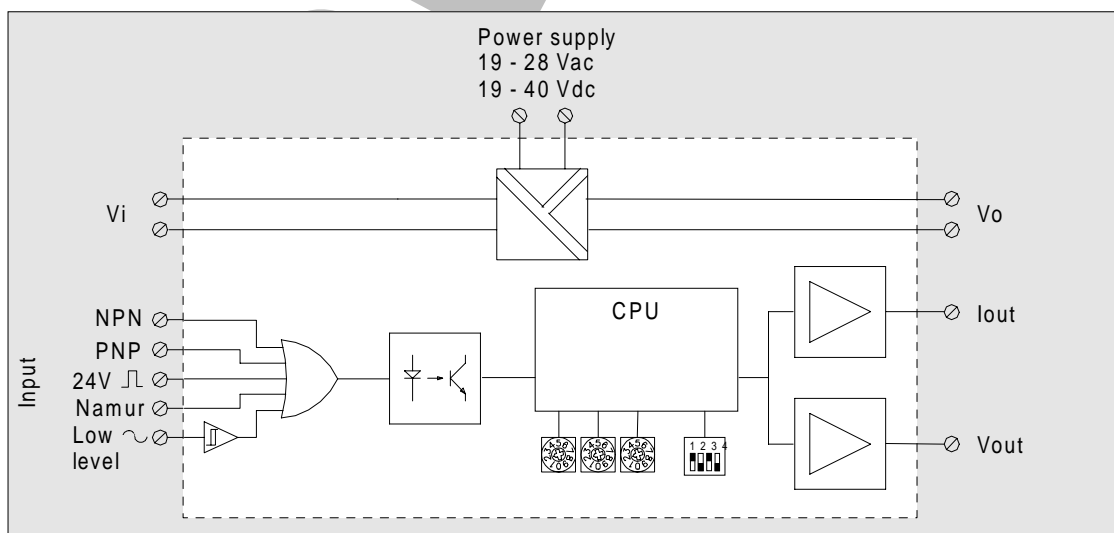 Power supply
19 - 28 Vac
19 - 40 Vdc
Vi
Vo
Input
NPN
PNP
24V
Namur
Low
level
CPU
1 2 3 4
Iout
Vout